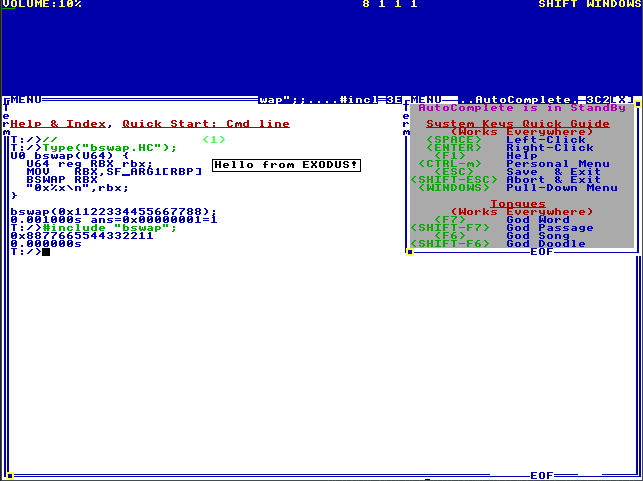 VOLUME:10% 8 1 1 1 SHIFT WINDOWS
MENU wap";;....#incl 3E
Term
Help & Index, Quick Start: Cmd line
T:/>// <1>
T:/>Type("bswap.HC");
U0 bswap(U64) {
U64 reg RBX rbx;
MOV RBX,SF_ARG1[RBP]
BSWAP RBX
"0x%x\n",rbx;
}
Hello from EXODUS!
bswap(0x1122334455667788);
0.001000s ans=0x00000001=1
T:/>#include "bswap";
0x8877665544332211
0.000000s
T:/>
EOF
MENU ..AutoComplete. 3C2[X]
Term
AutoComplete is in StandBy
System Keys Quick Guide
(Works Everywhere)
<SPACE> Left-Click
<ENTER> Right-Click
<F1> Help
<CTRL-m> Personal Menu
<ESC> Save & Exit
<SHIFT-ESC> Abort & Exit
<WINDOWS> Pull-Down Menu
Tongues
(Works Everywhere)
<F7> God Word
<SHIFT-F7> God Passage
<F6> God Song
<SHIFT-F6> God Doodle
EOF